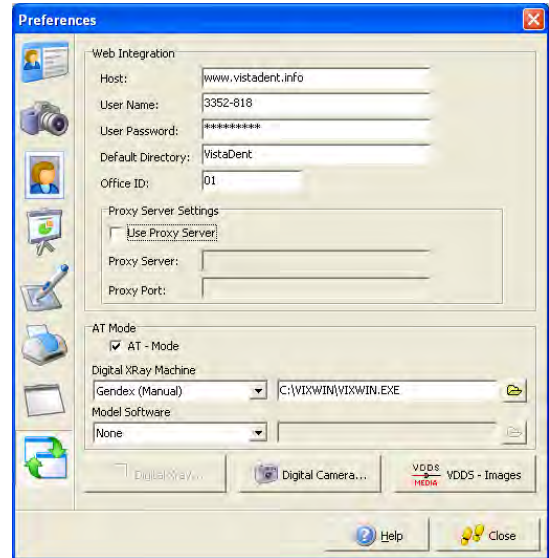 Preferences
Web Integration
Host: www.vistadent.info
User Name: 3352-818
User Password: *********
Default Directory: VistaDent
Office ID: 01
Proxy Server Settings
Use Proxy Server
Proxy Server:
Proxy Port:
AT Mode
AT - Mode
Digital XRay Machine
Gendex (Manual) C:\VIXWIN\VIXWIN.EXE
Model Software
None
Digital Xray... Digital Camera... VDDS MEDIA VDDS - Images
Help Close